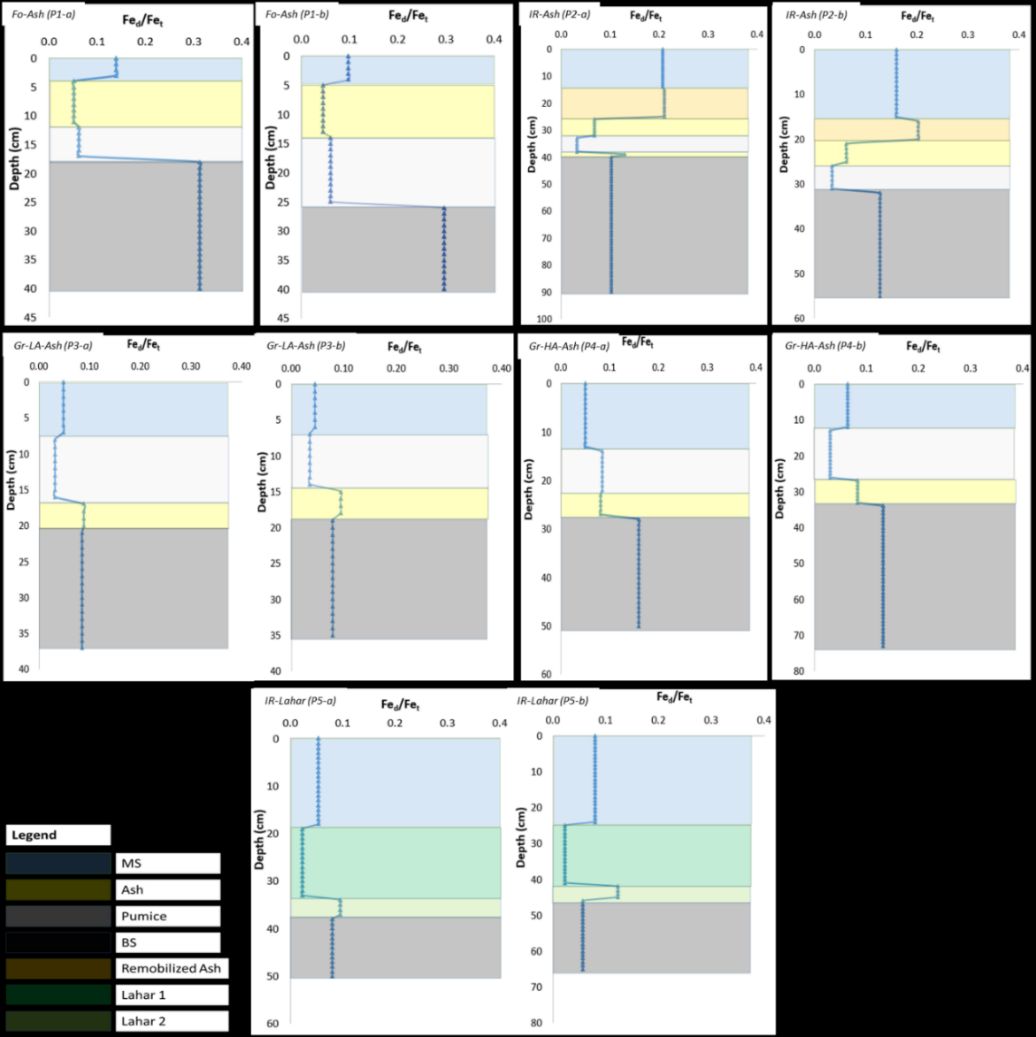 Fo-Ash (P1-a)
Fed/Fet
0.0 0.1 0.2 0.3 0.4
0
5
10
15
20
25
30
35
40
45
Depth (cm)
Fo-Ash (P1-b)
Fed/Fet
0.0 0.1 0.2 0.3 0.4
0
5
10
15
20
25
30
35
40
45
Depth (cm)
IR-Ash (P2-a)
Fed/Fet
0.0 0.1 0.2 0.3 0.4
0
10
20
30
40
50
60
70
80
90
100
Depth (cm)
IR-Ash (P2-b)
Fed/Fet
0.0 0.1 0.2 0.3 0.4
0
10
20
30
40
50
60
Depth (cm)
Gr-LA-Ash (P3-a)
Fed/Fet
0.00 0.10 0.20 0.30 0.40
0
5
10
15
20
25
30
35
40
Depth (cm)
Gr-LA-Ash (P3-b)
Fed/Fet
0.00 0.10 0.20 0.30 0.40
0
5
10
15
20
25
30
35
40
Depth (cm)
Gr-HA-Ash (P4-a)
Fed/Fet
0.0 0.1 0.2 0.3 0.4
0
10
20
30
40
50
60
Depth (cm)
Gr-HA-Ash (P4-b)
Fed/Fet
0.0 0.1 0.2 0.3 0.4
0
10
20
30
40
50
60
70
80
Depth (cm)
IR-Lahar (P5-a)
Fed/Fet
0.0 0.1 0.2 0.3 0.4
0
10
20
30
40
50
60
Depth (cm)
IR-Lahar (P5-b)
Fed/Fet
0.0 0.1 0.2 0.3 0.4
0
10
20
30
40
50
60
70
80
Depth (cm)
Legend
MS
Ash
Pumice
BS
Remobilized Ash
Lahar 1
Lahar 2